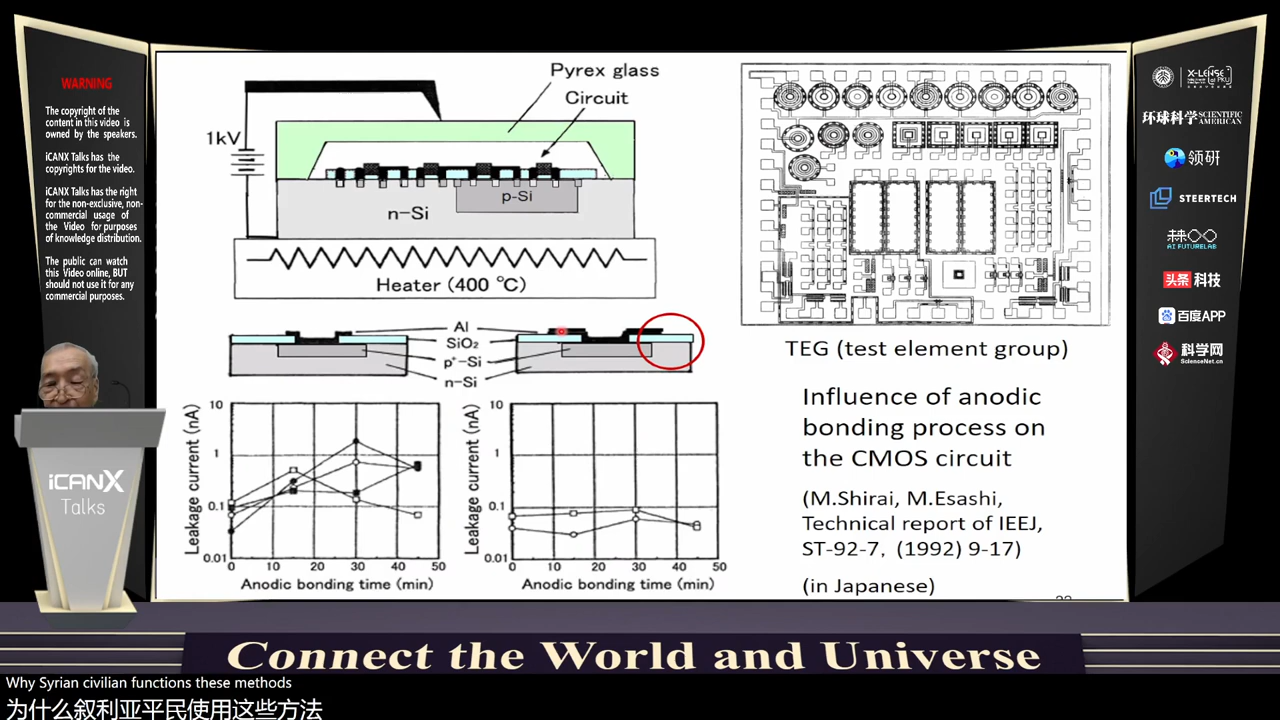 WARNING
The copyright of the
content in this video is
owned by the speakers.
iCANX Talks has the
copyrights for the video.
iCANX Talks has the right
for the non-exclusive, non-
commercial usage of
the Video for purposes
of knowledge distribution.
The public can watch
this Video online, BUT
should not use it for any
commercial purposes.
iCANX
Talks
Pyrex glass
Circuit
1kV
p-Si
n-Si
Heater (400 °C)
Al
SiO₂
p⁺-Si
n-Si
Leakage current (nA)
10
1
0.1
0.01
0 10 20 30 40 50
Anodic bonding time (min)
Leakage current (nA)
10
1
0.1
0.01
0 10 20 30 40 50
Anodic bonding time (min)
TEG (test element group)
Influence of anodic
bonding process on
the CMOS circuit
(M.Shirai, M.Esashi,
Technical report of IEEJ,
ST-92-7, (1992) 9-17)
(in Japanese)
X-LENSE
环球科学 SCIENTIFIC AMERICAN
领研
STEERTECH
AI FUTURELAB
头条 科技
百度APP
科学网
ScienceNet.cn
Connect the World and Universe
Why Syrian civilian functions these methods
为什么叙利亚平民使用这些方法